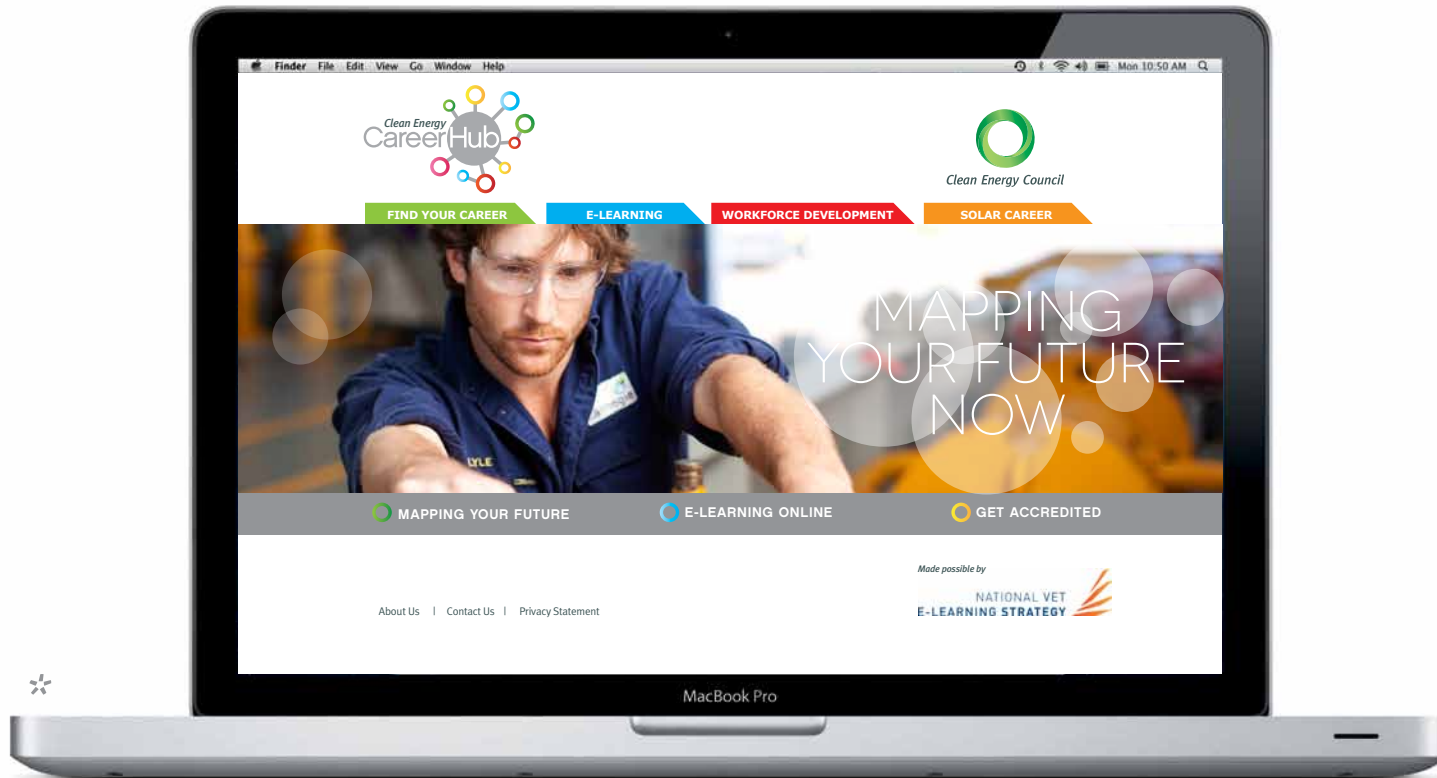 Finder File Edit View Go Window Help
Mon 10:50 AM
Clean Energy
CareerHub
Clean Energy Council
FIND YOUR CAREER
E-LEARNING
WORKFORCE DEVELOPMENT
SOLAR CAREER
MAPPING
YOUR FUTURE
NOW
LYLE
MAPPING YOUR FUTURE
E-LEARNING ONLINE
GET ACCREDITED
Made possible by
NATIONAL VET
E-LEARNING STRATEGY
About Us | Contact Us | Privacy Statement
MacBook Pro